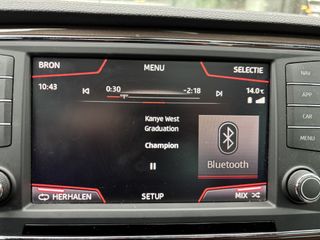 BRON MENU SELECTIE
10:43 0:30 -2:18 14.0°C
Kanye West
Graduation
Champion
Bluetooth
HERHALEN SETUP MIX
NAV
APP
CAR
MENU